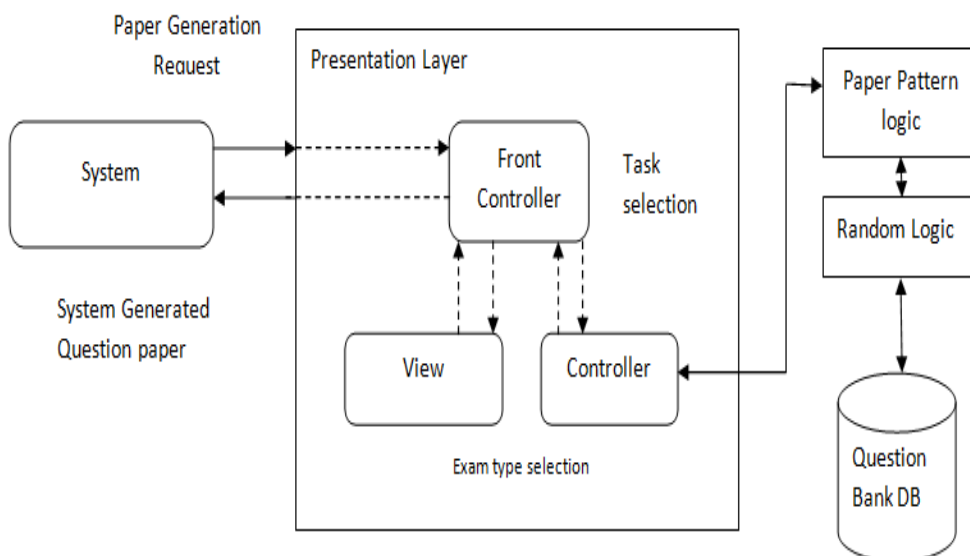 Paper Generation
Request
Presentation Layer
Paper Pattern
logic
System
Front
Controller
Task
selection
Random Logic
System Generated
Question paper
View
Controller
Exam type selection
Question
Bank DB